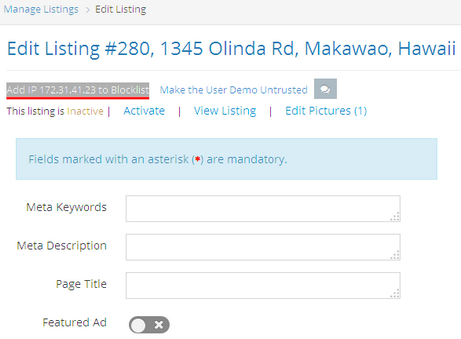 Manage Listings > Edit Listing
Edit Listing #280, 1345 Olinda Rd, Makawao, Hawaii
Add IP 172.31.41.23 to Blocklist Make the User Demo Untrusted
This listing is Inactive | Activate | View Listing | Edit Pictures (1)
Fields marked with an asterisk (*) are mandatory.
Meta Keywords
Meta Description
Page Title
Featured Ad